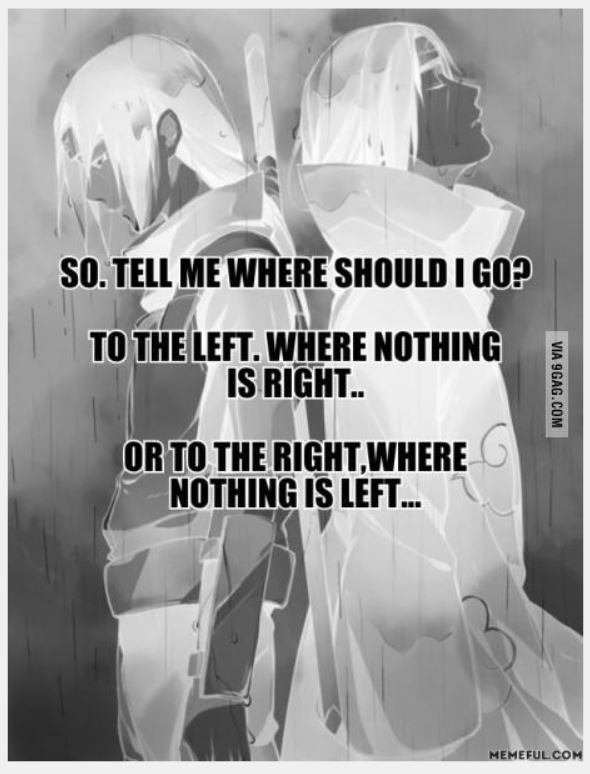 SO. TELL ME WHERE SHOULD I GO?
TO THE LEFT. WHERE NOTHING
IS RIGHT..
OR TO THE RIGHT,WHERE
NOTHING IS LEFT...
VIA 9GAG.COM
MEMEFUL.COM